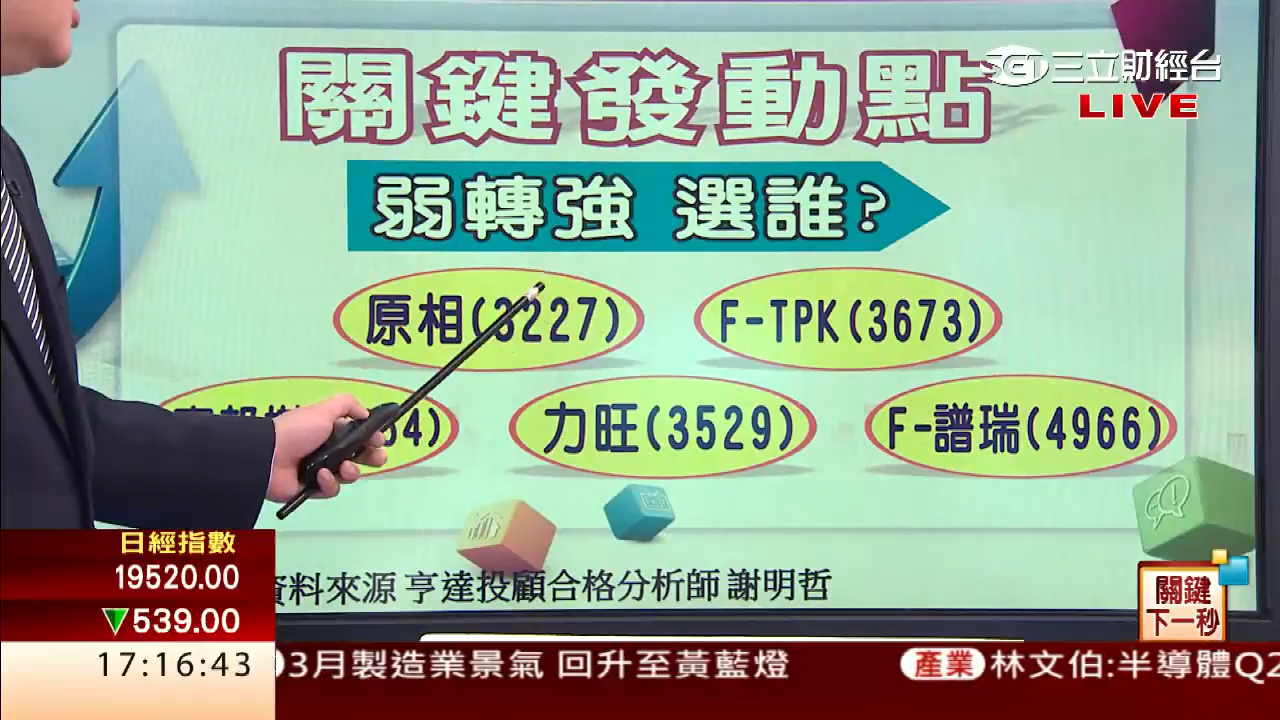 關鍵發動點
三立財經台
LIVE
弱轉強 選誰?
原相(3227)
F-TPK(3673)
64)
力旺(3529)
F-譜瑞(4966)
資料來源 亨達投顧合格分析師 謝明哲
日經指數
19520.00
▼539.00
17:16:43
3月製造業景氣 回升至黃藍燈
產業 林文伯:半導體Q2
關鍵
下一秒